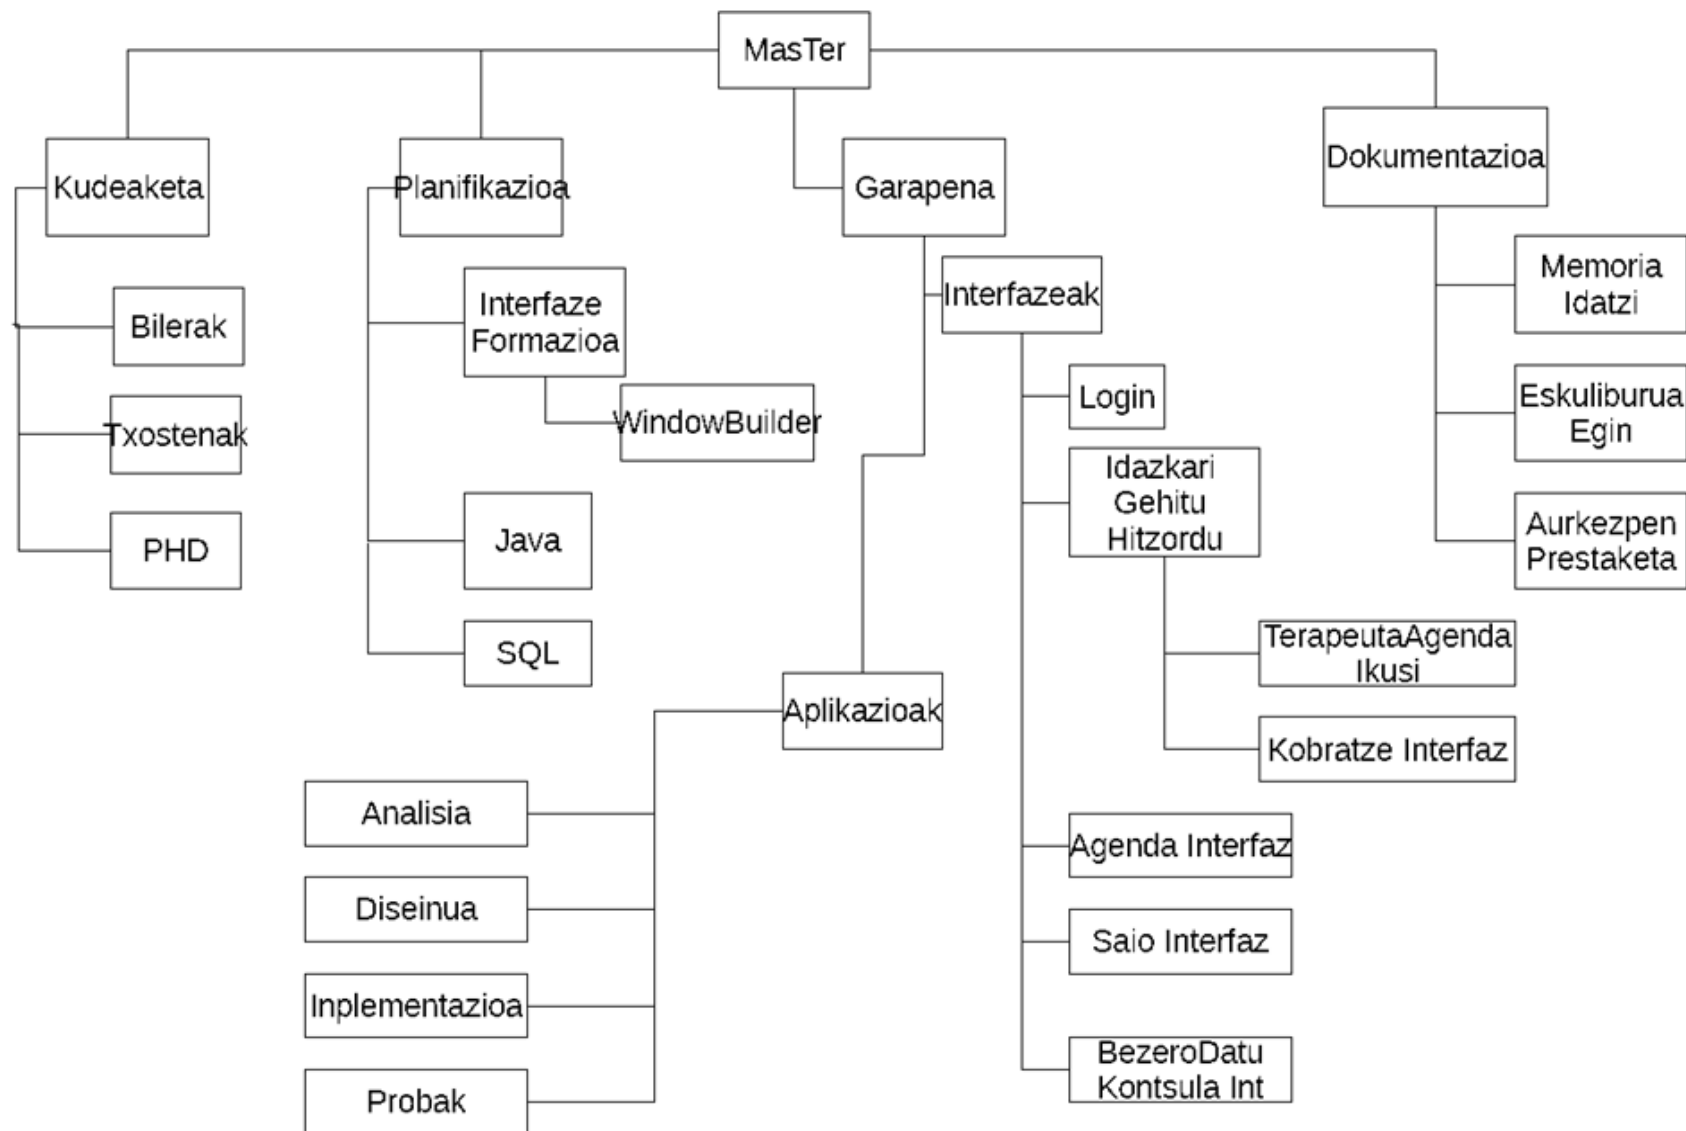 MasTer
Kudeaketa
Bilerak
Txostenak
PHD
Planifikazioa
Interfaze
Formazioa
WindowBuilder
Java
SQL
Garapena
Interfazeak
Login
Idazkari
Gehitu
Hitzordu
TerapeutaAgenda
Ikusi
Kobratze Interfaz
Agenda Interfaz
Saio Interfaz
BezeroDatu
Kontsula Int
Aplikazioak
Analisia
Diseinua
Inplementazioa
Probak
Dokumentazioa
Memoria
Idatzi
Eskuliburua
Egin
Aurkezpen
Prestaketa